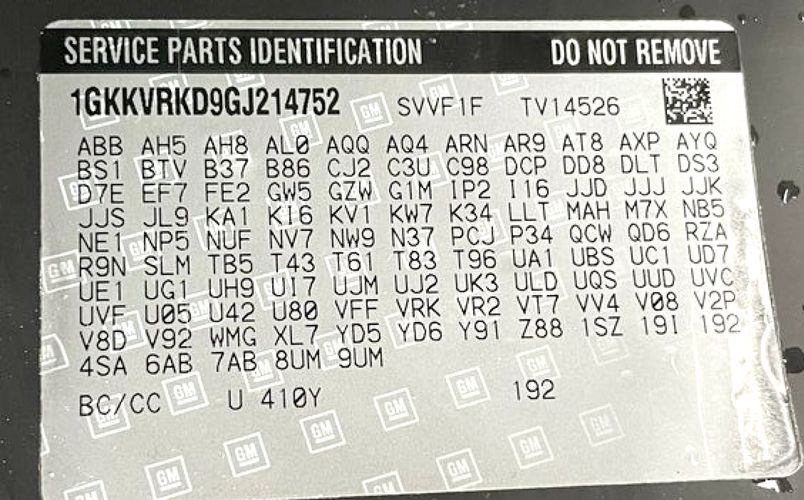 SERVICE PARTS IDENTIFICATION DO NOT REMOVE
1GKKVRKD9GJ214752 SVVF1F TV14526
ABB AH5 AH8 AL0 AQQ AQ4 ARN AR9 AT8 AXP AYQ
BS1 BTV B37 B86 CJ2 C3U C98 DCP DD8 DLT DS3
D7E EF7 FE2 GW5 GZW G1M IP2 I16 JJD JJJ JJK
JJS JL9 KA1 KI6 KV1 KW7 K34 LLT MAH M7X NB5
NE1 NP5 NUF NV7 NW9 N37 PCJ P34 QCW QD6 RZA
R9N SLM TB5 T43 T61 T83 T96 UA1 UBS UC1 UD7
UE1 UG1 UH9 UI7 UJM UJ2 UK3 ULD UQS UUD UVC
UVF U05 U42 U80 VFF VRK VR2 VT7 VV4 V08 V2P
V8D V92 WMG XL7 YD5 YD6 Y91 Z88 1SZ 19I 192
4SA 6AB 7AB 8UM 9UM
BC/CC U 410Y 192